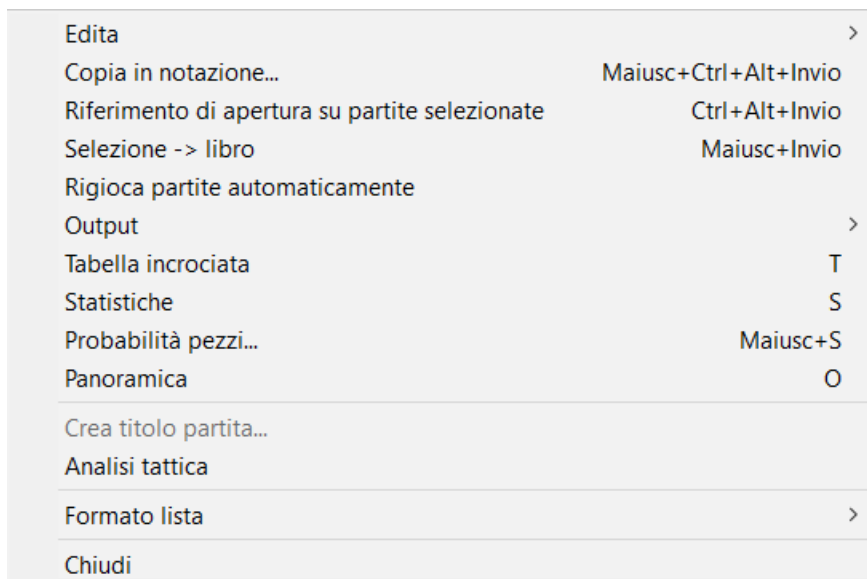 Edita >
Copia in notazione... Maiusc+Ctrl+Alt+Invio
Riferimento di apertura su partite selezionate Ctrl+Alt+Invio
Selezione -> libro Maiusc+Invio
Rigioca partite automaticamente
Output >
Tabella incrociata T
Statistiche S
Probabilità pezzi... Maiusc+S
Panoramica O
Crea titolo partita...
Analisi tattica
Formato lista >
Chiudi